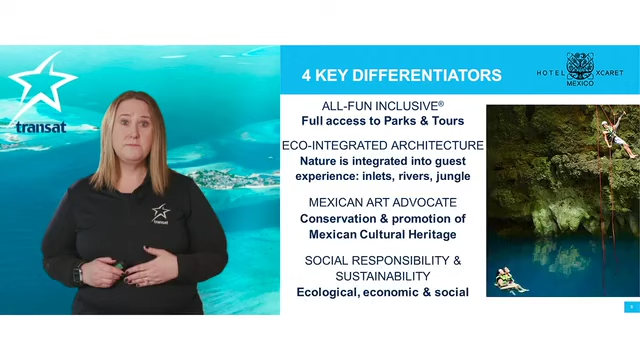 transat
transat
4 KEY DIFFERENTIATORS
HOTEL XCARET
MEXICO
ALL-FUN INCLUSIVE®
Full access to Parks & Tours
ECO-INTEGRATED ARCHITECTURE
Nature is integrated into guest
experience: inlets, rivers, jungle
MEXICAN ART ADVOCATE
Conservation & promotion of
Mexican Cultural Heritage
SOCIAL RESPONSIBILITY &
SUSTAINABILITY
Ecological, economic & social